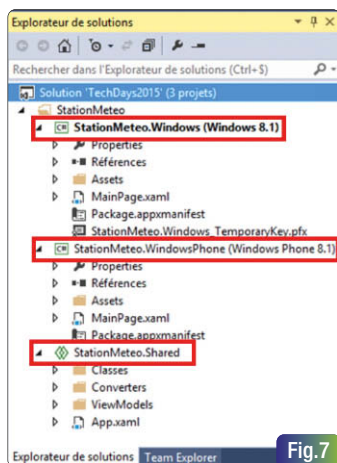 Explorateur de solutions
Rechercher dans l'Explorateur de solutions (Ctrl+$)
Solution 'TechDays2015' (3 projets)
StationMeteo
StationMeteo.Windows (Windows 8.1)
Properties
Références
Assets
MainPage.xaml
Package.appxmanifest
StationMeteo.Windows_TemporaryKey.pfx
StationMeteo.WindowsPhone (Windows Phone 8.1)
Properties
Références
Assets
MainPage.xaml
Package.appxmanifest
StationMeteo.Shared
Classes
Converters
ViewModels
App.xaml
Explorateur de solutions Team Explorer
Fig.7